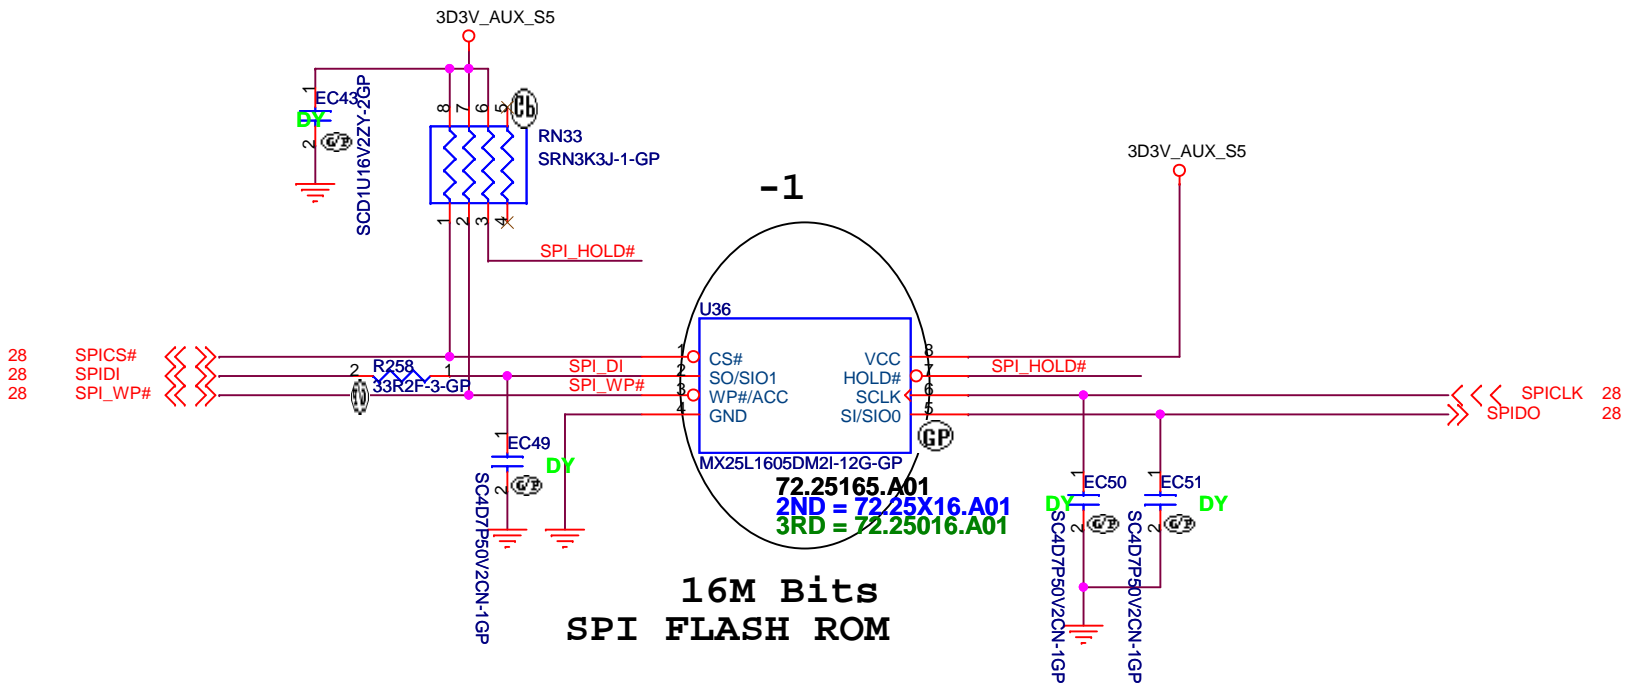 3D3V_AUX_S5
1
EC43
DY
2
G/P
SCD1U16V2ZY-2GP
8
7
6
5
Cb
RN33
SRN3K3J-1-GP
1
2
3
4
SPI_HOLD#
-1
3D3V_AUX_S5
U36
28
SPICS#
28
SPIDI
28
SPI_WP#
2
R258
1
33R2F-3-GP
SPI_DI
SPI_WP#
1
CS#
2
SO/SIO1
3
WP#/ACC
4
GND
VCC
8
HOLD#
7
SCLK
6
SI/SIO0
5
SPI_HOLD#
SPICLK
28
SPIDO
28
GP
MX25L1605DM2I-12G-GP
72.25165.A01
2ND = 72.25X16.A01
3RD = 72.25016.A01
1
EC49
DY
2
G/P
SC4D7P50V2CN-1GP
1
EC50
DY
2
G/P
SC4D7P50V2CN-1GP
1
EC51
DY
2
G/P
SC4D7P50V2CN-1GP
16M Bits
SPI FLASH ROM